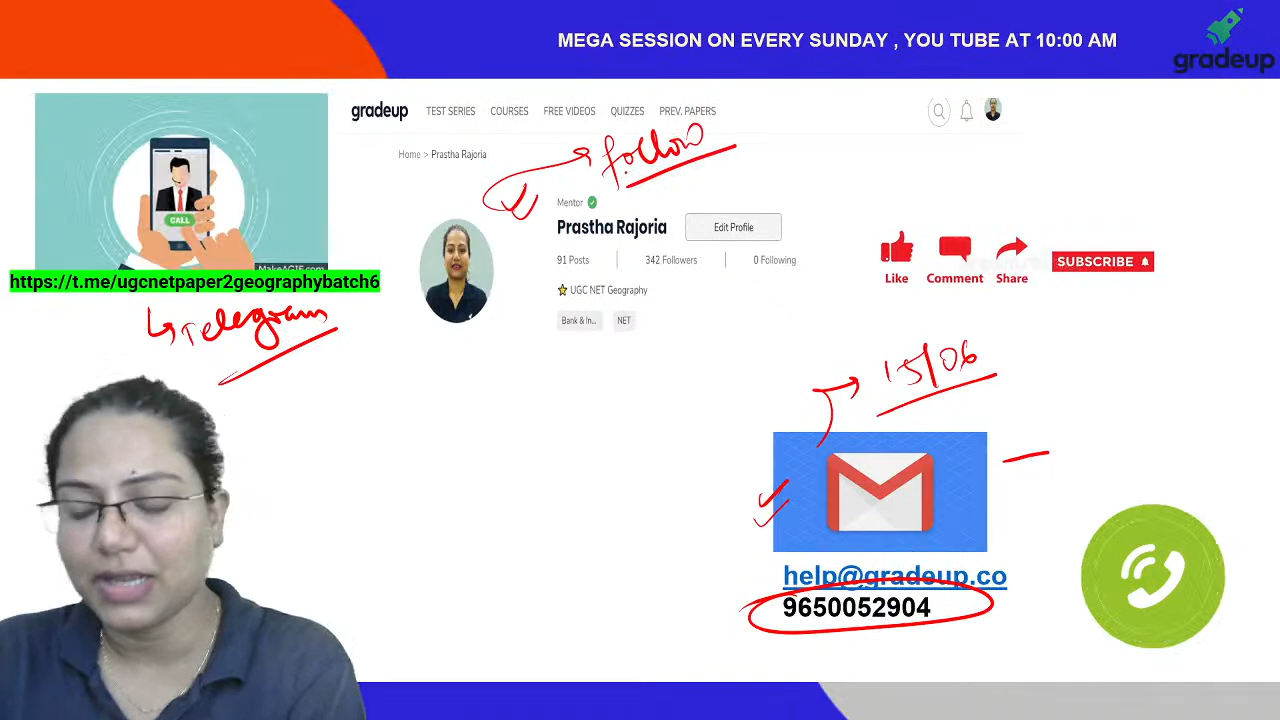 MEGA SESSION ON EVERY SUNDAY , YOU TUBE AT 10:00 AM
gradeup
gradeup TEST SERIES COURSES FREE VIDEOS QUIZZES PREV. PAPERS
follow
Home > Prastha Rajoria
Mentor
Prastha Rajoria Edit Profile
91 Posts 342 Followers 0 Following
UGC NET Geography
Bank & In... NET
CALL
MakeAGIF.com
https://t.me/ugcnetpaper2geographybatch6
Telegram
Like Comment Share SUBSCRIBE
15/06
help@gradeup.co
9650052904